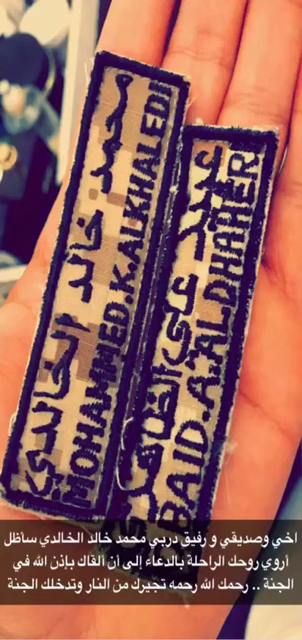 محمد خالد الخالدي
MOHAMMED.K.ALKHALEDI
عبيد علي الظاهري
OBAID.A.ALDHAHERI
اخي وصديقي و رفيق دربي محمد خالد الخالدي سأظل
أروي روحك الراحلة بالدعاء إلى أن ألقاك بإذن الله في
الجنة .. رحمك الله رحمه تجيرك من النار وتدخلك الجنة